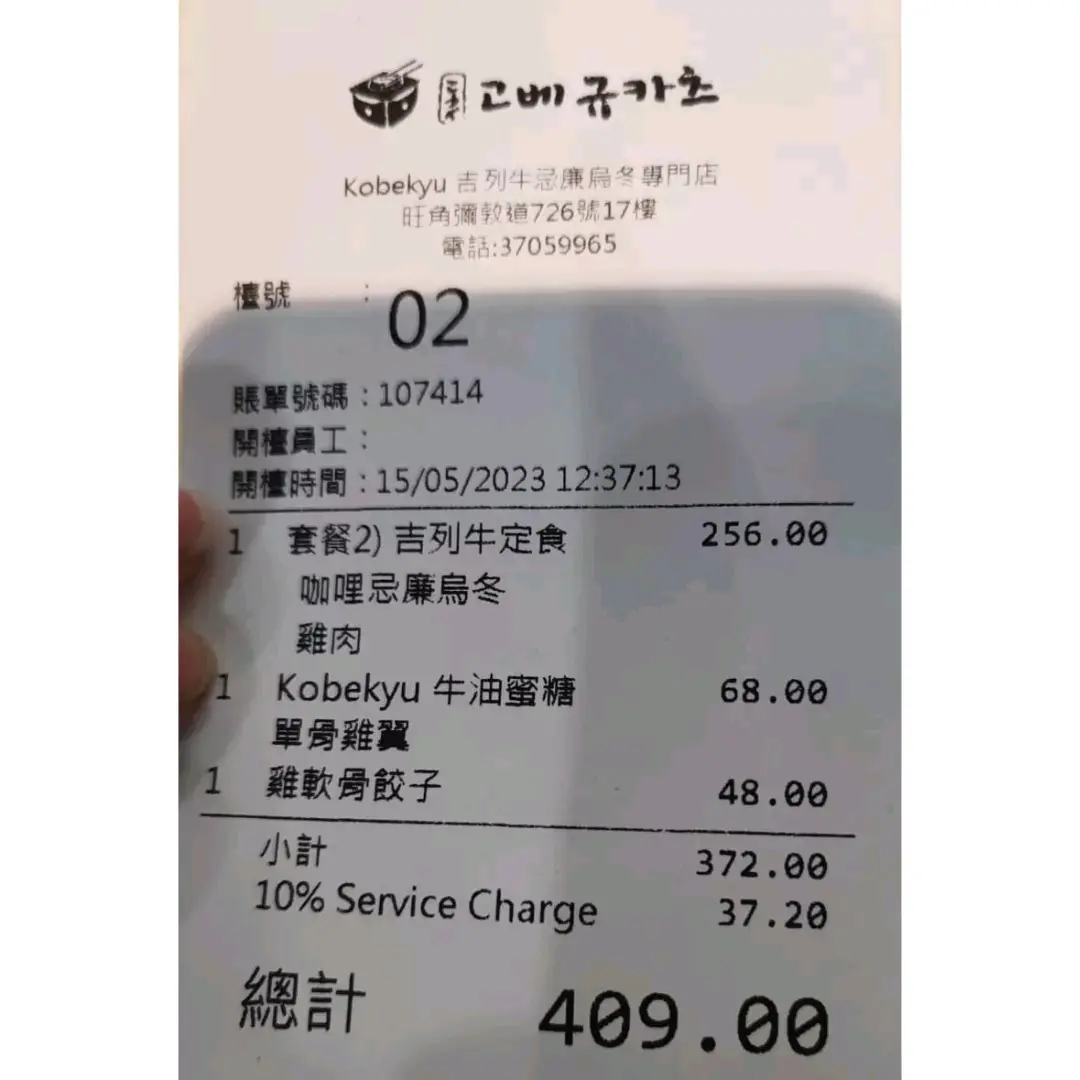 고베규카츠
Kobekyu 吉列牛忌廉烏冬專門店
旺角彌敦道726號17樓
電話:37059965
檯號 : 02
賬單號碼 : 107414
開檯員工 :
開檯時間 : 15/05/2023 12:37:13
1 套餐2) 吉列牛定食 256.00
咖哩忌廉烏冬
雞肉
1 Kobekyu 牛油蜜糖 68.00
單骨雞翼
1 雞軟骨餃子 48.00
小計 372.00
10% Service Charge 37.20
總計 409.00